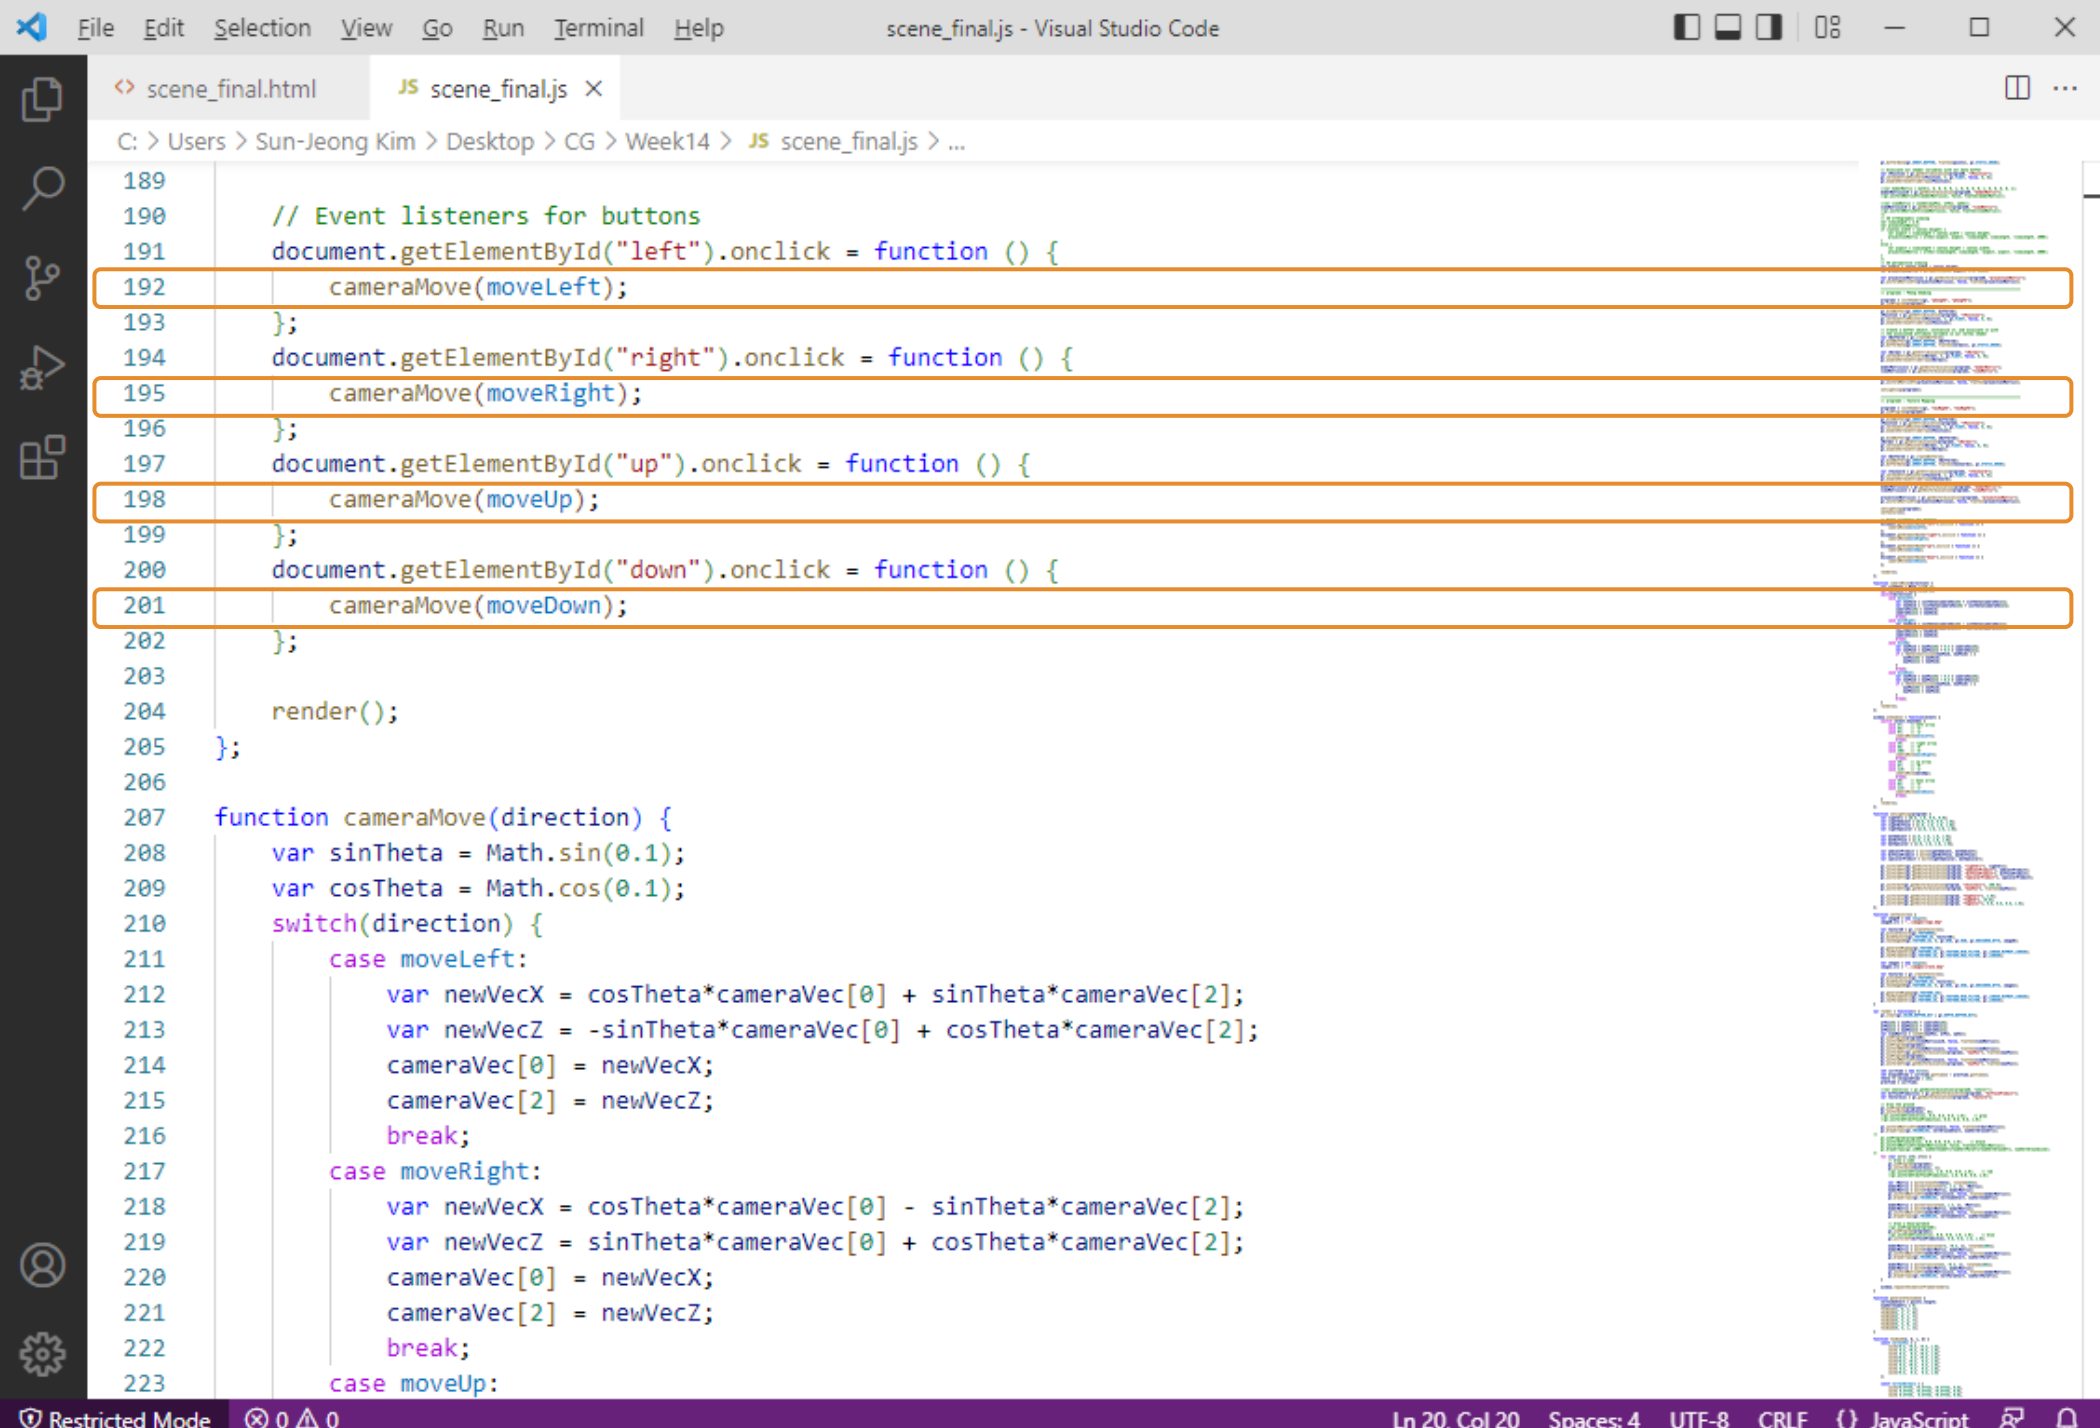 File Edit Selection View Go Run Terminal Help scene_final.js - Visual Studio Code
<> scene_final.html JS scene_final.js ×
C: > Users > Sun-Jeong Kim > Desktop > CG > Week14 > JS scene_final.js > ...
189
190 // Event listeners for buttons
191 document.getElementById("left").onclick = function () {
192 cameraMove(moveLeft);
193 };
194 document.getElementById("right").onclick = function () {
195 cameraMove(moveRight);
196 };
197 document.getElementById("up").onclick = function () {
198 cameraMove(moveUp);
199 };
200 document.getElementById("down").onclick = function () {
201 cameraMove(moveDown);
202 };
203
204 render();
205 };
206
207 function cameraMove(direction) {
208 var sinTheta = Math.sin(0.1);
209 var cosTheta = Math.cos(0.1);
210 switch(direction) {
211 case moveLeft:
212 var newVecX = cosTheta*cameraVec[0] + sinTheta*cameraVec[2];
213 var newVecZ = -sinTheta*cameraVec[0] + cosTheta*cameraVec[2];
214 cameraVec[0] = newVecX;
215 cameraVec[2] = newVecZ;
216 break;
217 case moveRight:
218 var newVecX = cosTheta*cameraVec[0] - sinTheta*cameraVec[2];
219 var newVecZ = sinTheta*cameraVec[0] + cosTheta*cameraVec[2];
220 cameraVec[0] = newVecX;
221 cameraVec[2] = newVecZ;
222 break;
223 case moveUp:
Restricted Mode 0 0 Ln 20, Col 20 Spaces: 4 UTF-8 CRLF {} JavaScript